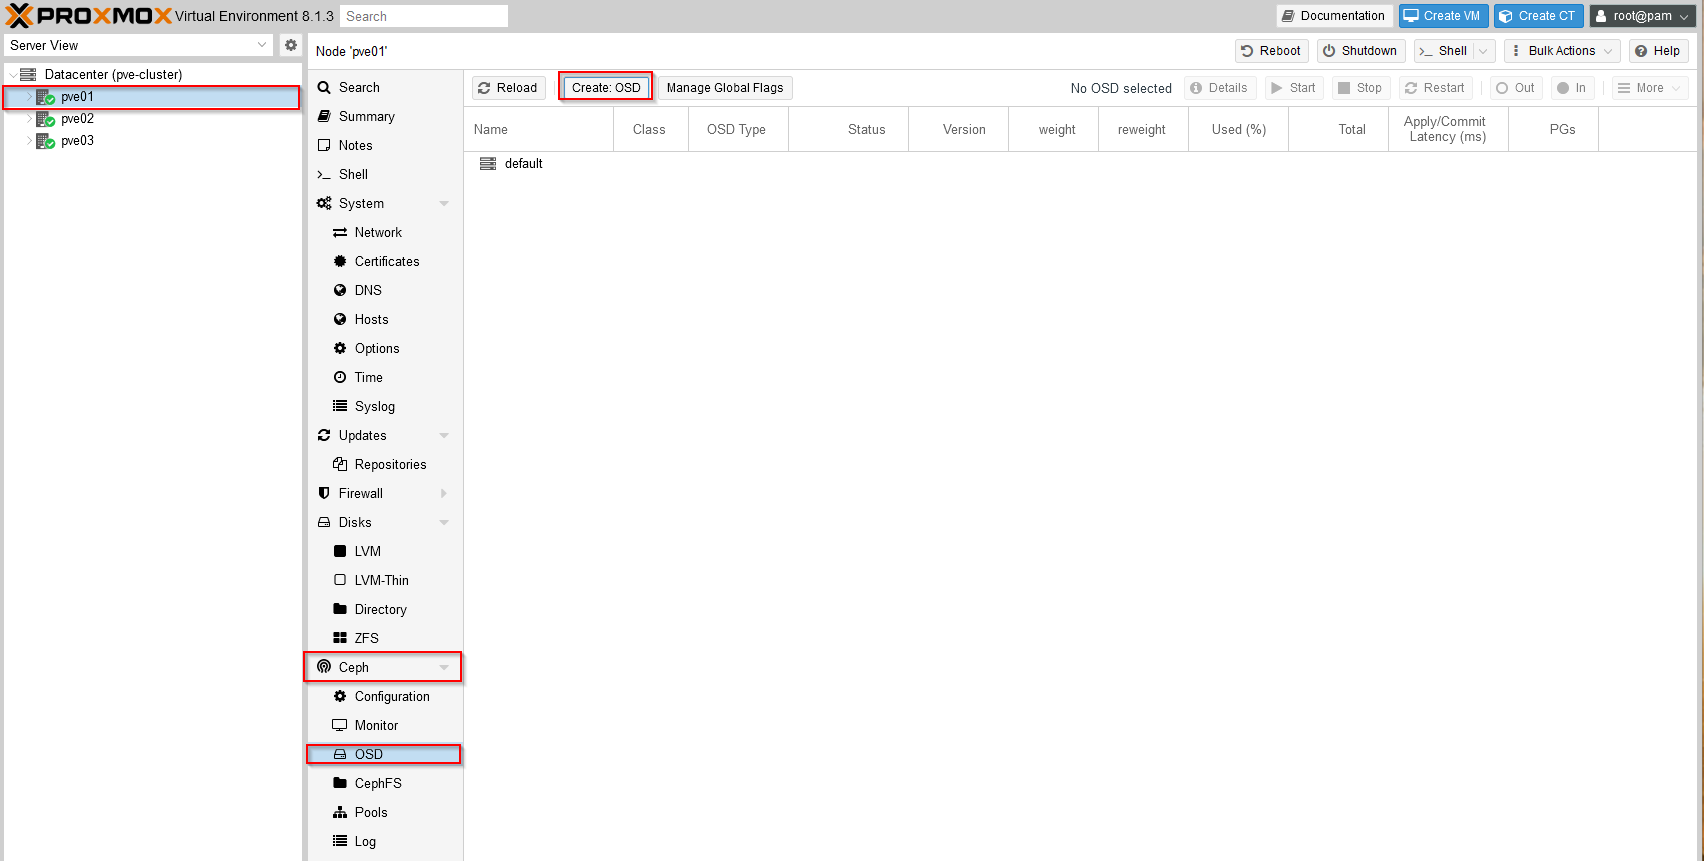 PROXMOX Virtual Environment 8.1.3 Search Documentation Create VM Create CT root@pam
Server View
Node 'pve01' Reboot Shutdown Shell Bulk Actions Help
Datacenter (pve-cluster)
pve01
pve02
pve03
Search
Summary
Notes
Shell
System
Network
Certificates
DNS
Hosts
Options
Time
Syslog
Updates
Repositories
Firewall
Disks
LVM
LVM-Thin
Directory
ZFS
Ceph
Configuration
Monitor
OSD
CephFS
Pools
Log
Reload Create: OSD Manage Global Flags No OSD selected Details Start Stop Restart Out In More
Name Class OSD Type Status Version weight reweight Used (%) Total Apply/Commit Latency (ms) PGs
default